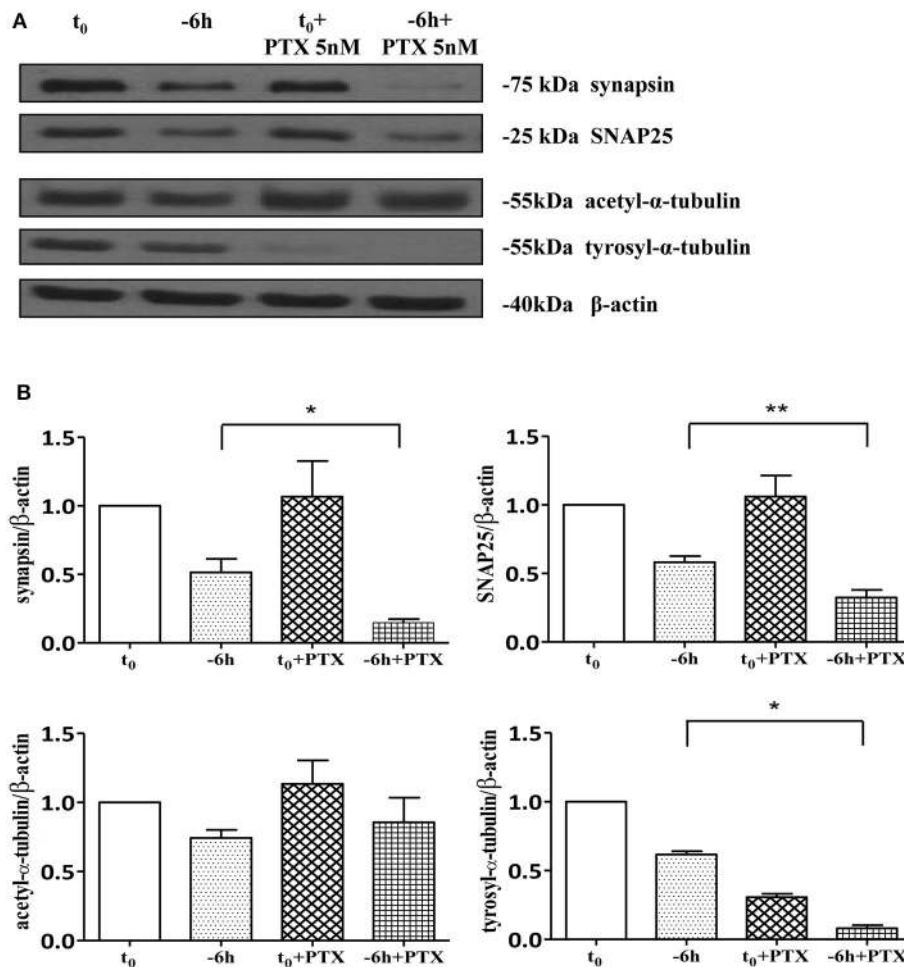 A
t0 -6h t0+ -6h+
PTX 5nM PTX 5nM
-75 kDa synapsin
-25 kDa SNAP25
-55kDa acetyl-α-tubulin
-55kDa tyrosyl-α-tubulin
-40kDa β-actin
B
*
synapsin/β-actin
1.5
1.0
0.5
0.0
t0 -6h t0+PTX -6h+PTX
**
SNAP25/β-actin
1.5
1.0
0.5
0.0
t0 -6h t0+PTX -6h+PTX
acetyl-α-tubulin/β-actin
1.5
1.0
0.5
0.0
t0 -6h t0+PTX -6h+PTX
*
tyrosyl-α-tubulin/β-actin
1.5
1.0
0.5
0.0
t0 -6h t0+PTX -6h+PTX